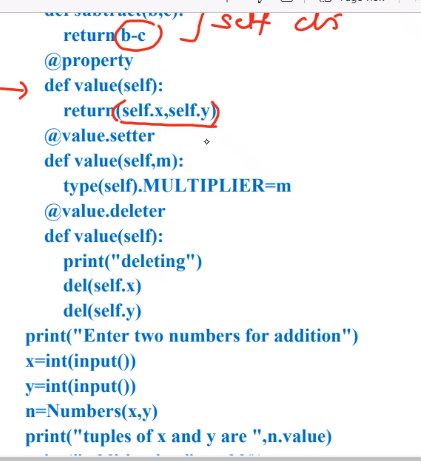 def subtract(b,c):
return b-c
self cls
@property
def value(self):
return(self.x,self.y)
@value.setter
def value(self,m):
type(self).MULTIPLIER=m
@value.deleter
def value(self):
print("deleting")
del(self.x)
del(self.y)
print("Enter two numbers for addition")
x=int(input())
y=int(input())
n=Numbers(x,y)
print("tuples of x and y are ",n.value)